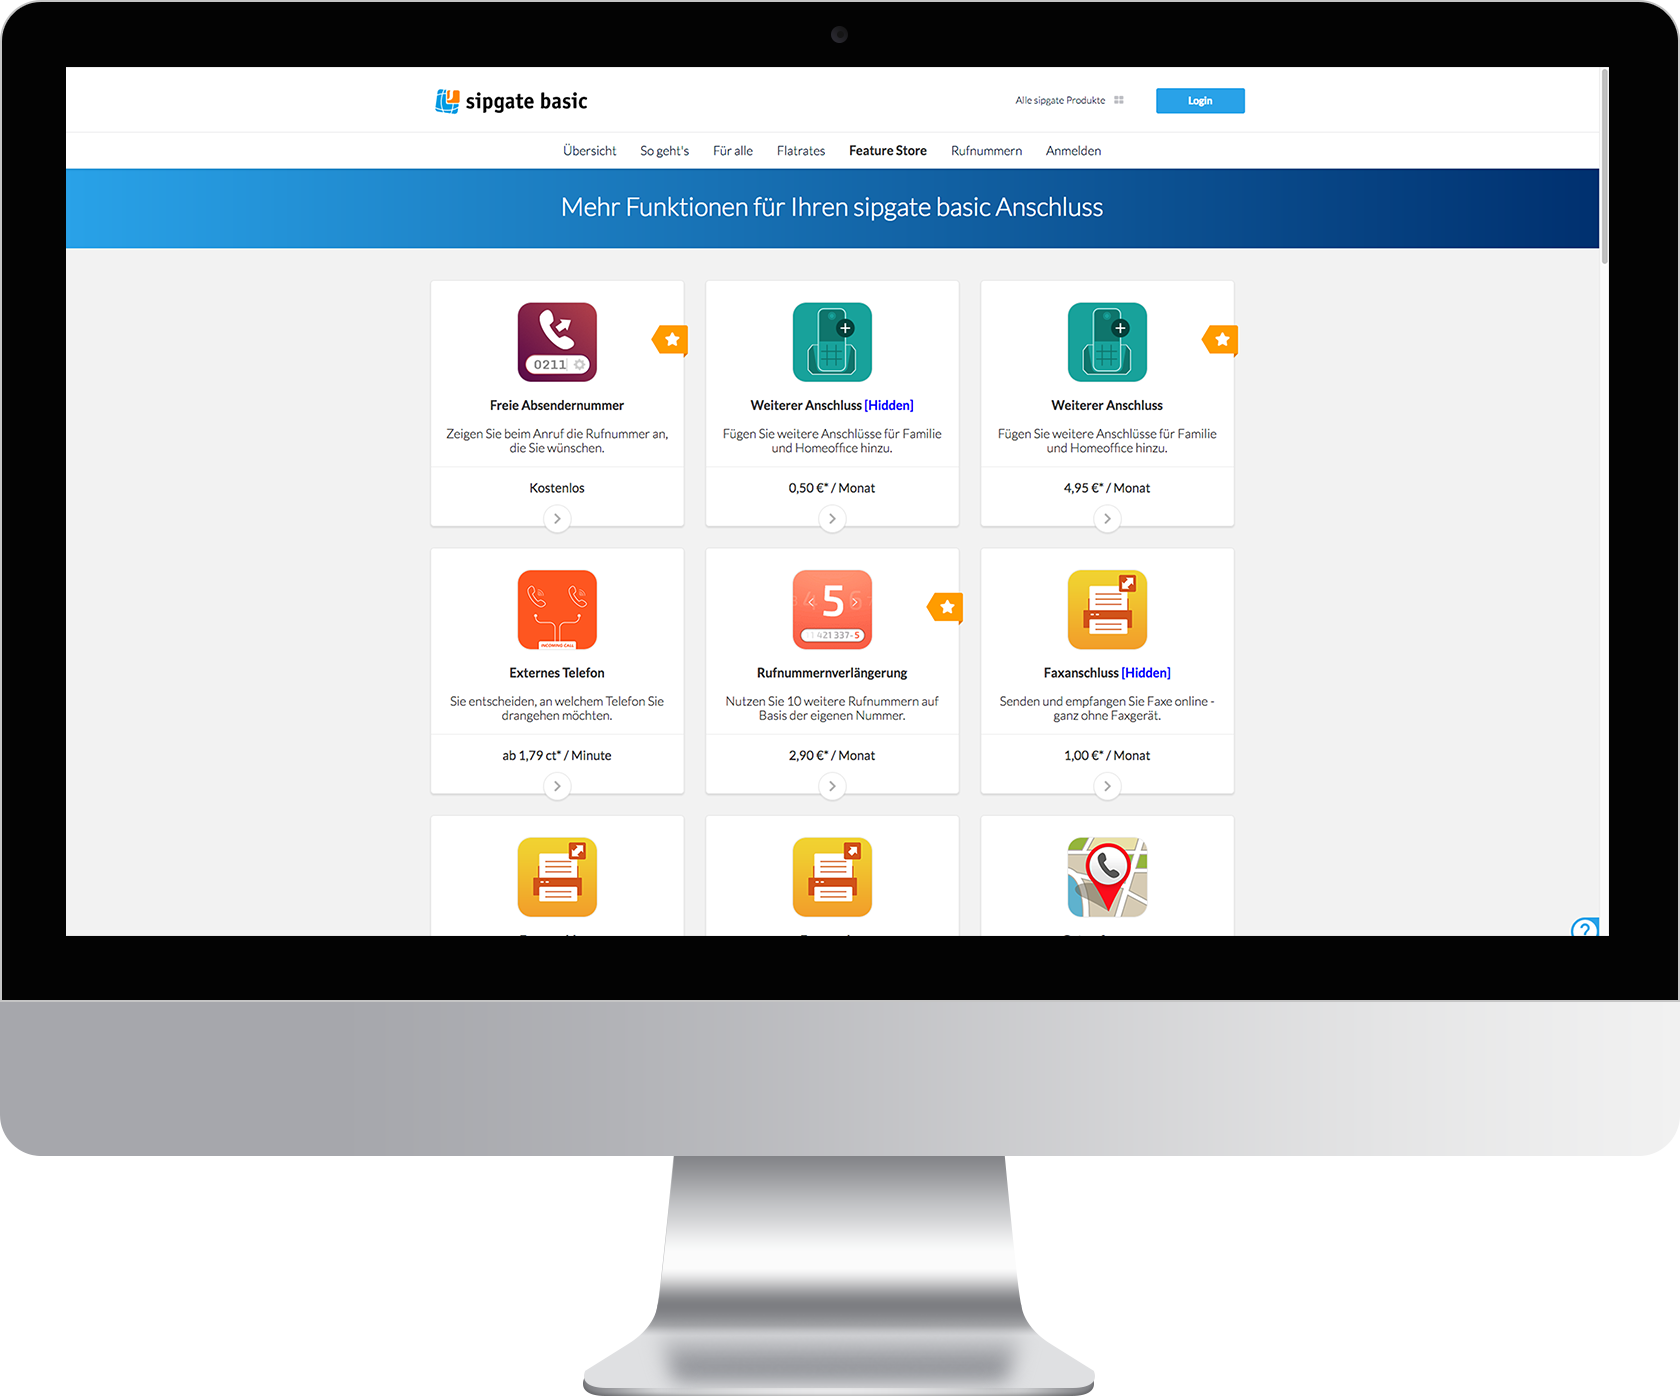 sipgate basic
Alle sipgate Produkte
Login
Übersicht So geht's Für alle Flatrates Feature Store Rufnummern Anmelden
Mehr Funktionen für Ihren sipgate basic Anschluss
0211
Freie Absendernummer
Zeigen Sie beim Anruf die Rufnummer an,
die Sie wünschen.
Kostenlos
Weiterer Anschluss [Hidden]
Fügen Sie weitere Anschlüsse für Familie
und Homeoffice hinzu.
0,50 €* / Monat
Weiterer Anschluss
Fügen Sie weitere Anschlüsse für Familie
und Homeoffice hinzu.
4,95 €* / Monat
INCOMING CALL
Externes Telefon
Sie entscheiden, an welchem Telefon Sie
drangehen möchten.
ab 1,79 ct* / Minute
5
421 337-5
Rufnummernverlängerung
Nutzen Sie 10 weitere Rufnummern auf
Basis der eigenen Nummer.
2,90 €* / Monat
Faxanschluss [Hidden]
Senden und empfangen Sie Faxe online -
ganz ohne Faxgerät.
1,00 €* / Monat
?